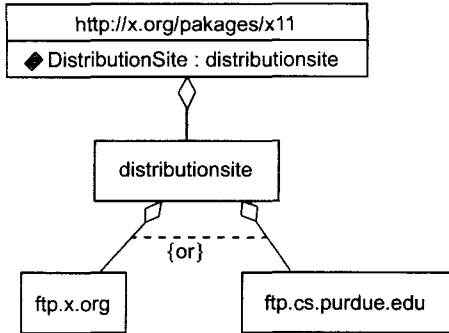 http://x.org/pakages/x11
DistributionSite : distributionsite
distributionsite
{or}
ftp.x.org
ftp.cs.purdue.edu